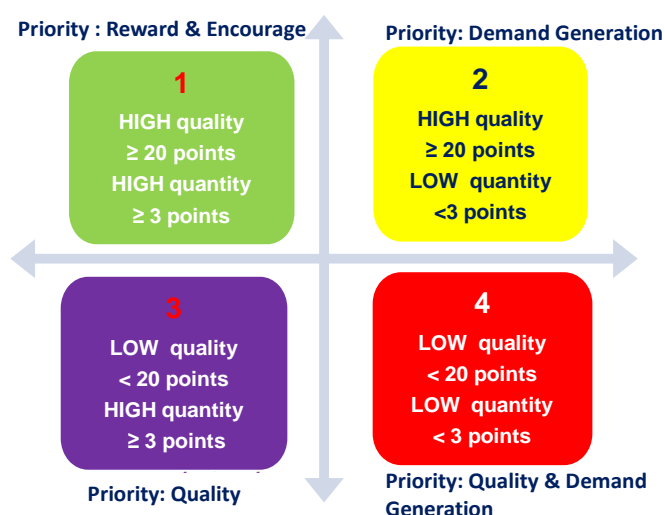 Priority : Reward & Encourage
1
HIGH quality
≥ 20 points
HIGH quantity
≥ 3 points
Priority: Demand Generation
2
HIGH quality
≥ 20 points
LOW quantity
<3 points
3
LOW quality
< 20 points
HIGH quantity
≥ 3 points
Priority: Quality
4
LOW quality
< 20 points
LOW quantity
< 3 points
Priority: Quality & Demand
Generation